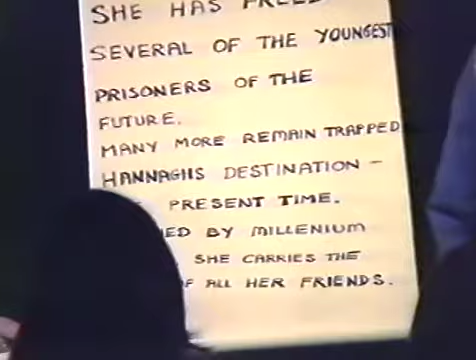 SHE HAS FREED
SEVERAL OF THE YOUNGEST
PRISONERS OF THE
FUTURE.
MANY MORE REMAIN TRAPPED
HANNAGHS DESTINATION -
PRESENT TIME.
BY MILLENIUM
SHE CARRIES THE
ALL HER FRIENDS.